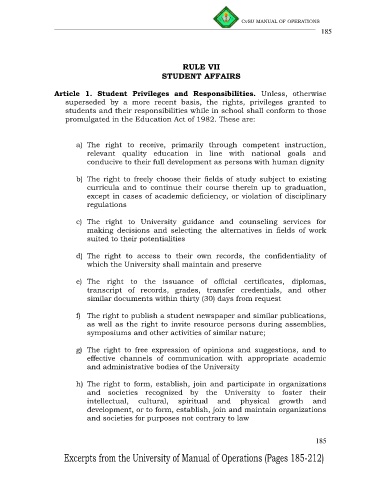 CvSU MANUAL OF OPERATIONS
185
RULE VII
STUDENT AFFAIRS
Article 1. Student Privileges and Responsibilities. Unless, otherwise
superseded by a more recent basis, the rights, privileges granted to
students and their responsibilities while in school shall conform to those
promulgated in the Education Act of 1982. These are:
a) The right to receive, primarily through competent instruction,
relevant quality education in line with national goals and
conducive to their full development as persons with human dignity
b) The right to freely choose their fields of study subject to existing
curricula and to continue their course therein up to graduation,
except in cases of academic deficiency, or violation of disciplinary
regulations
c) The right to University guidance and counseling services for
making decisions and selecting the alternatives in fields of work
suited to their potentialities
d) The right to access to their own records, the confidentiality of
which the University shall maintain and preserve
e) The right to the issuance of official certificates, diplomas,
transcript of records, grades, transfer credentials, and other
similar documents within thirty (30) days from request
f) The right to publish a student newspaper and similar publications,
as well as the right to invite resource persons during assemblies,
symposiums and other activities of similar nature;
g) The right to free expression of opinions and suggestions, and to
effective channels of communication with appropriate academic
and administrative bodies of the University
h) The right to form, establish, join and participate in organizations
and societies recognized by the University to foster their
intellectual, cultural, spiritual and physical growth and
development, or to form, establish, join and maintain organizations
and societies for purposes not contrary to law
185
Excerpts from the University of Manual of Operations (Pages 185-212)